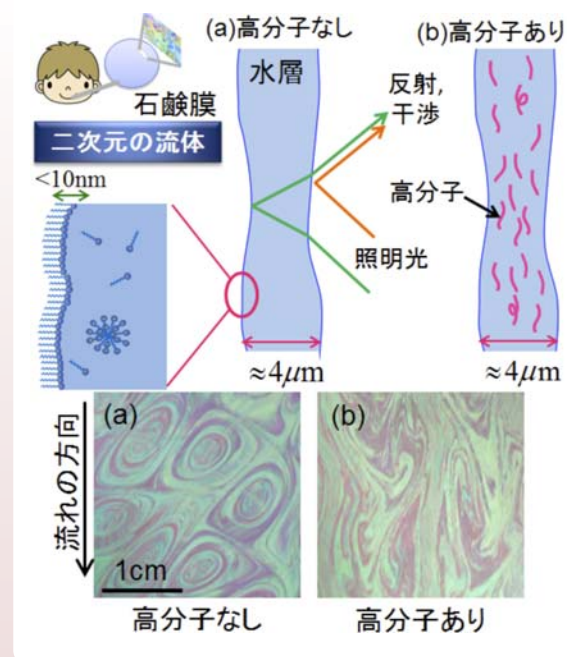 (a)高分子なし
(b)高分子あり
石鹸膜
二次元の流体
<10nm
水層
反射,
干渉
照明光
高分子
≈4μm
≈4μm
流れの方向
(a)
(b)
1cm
高分子なし
高分子あり